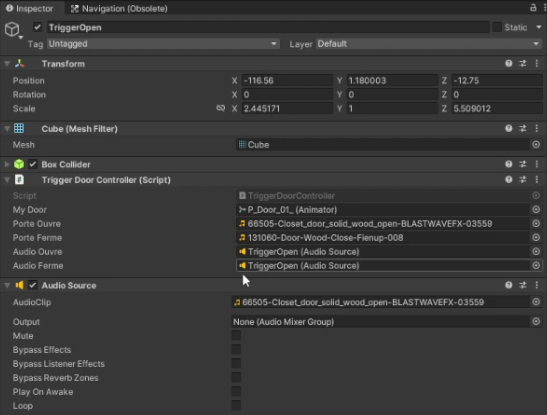 Inspector Navigation (Obsolete)
TriggerOpen Static
Tag Untagged Layer Default
Transform
Position X -116.56 Y 1.180003 Z -12.75
Rotation X 0 Y 0 Z 0
Scale X 2.445171 Y 1 Z 5.509012
Cube (Mesh Filter)
Mesh Cube
Box Collider
Trigger Door Controller (Script)
Script TriggerDoorController
My Door P_Door_01_ (Animator)
Porte Ouvre 66505-Closet_door_solid_wood_open-BLASTWAVEFX-03559
Porte Ferme 131060-Door-Wood-Close-Fienup-008
Audio Ouvre TriggerOpen (Audio Source)
Audio Ferme TriggerOpen (Audio Source)
Audio Source
AudioClip 66505-Closet_door_solid_wood_open-BLASTWAVEFX-03559
Output None (Audio Mixer Group)
Mute
Bypass Effects
Bypass Listener Effects
Bypass Reverb Zones
Play On Awake
Loop